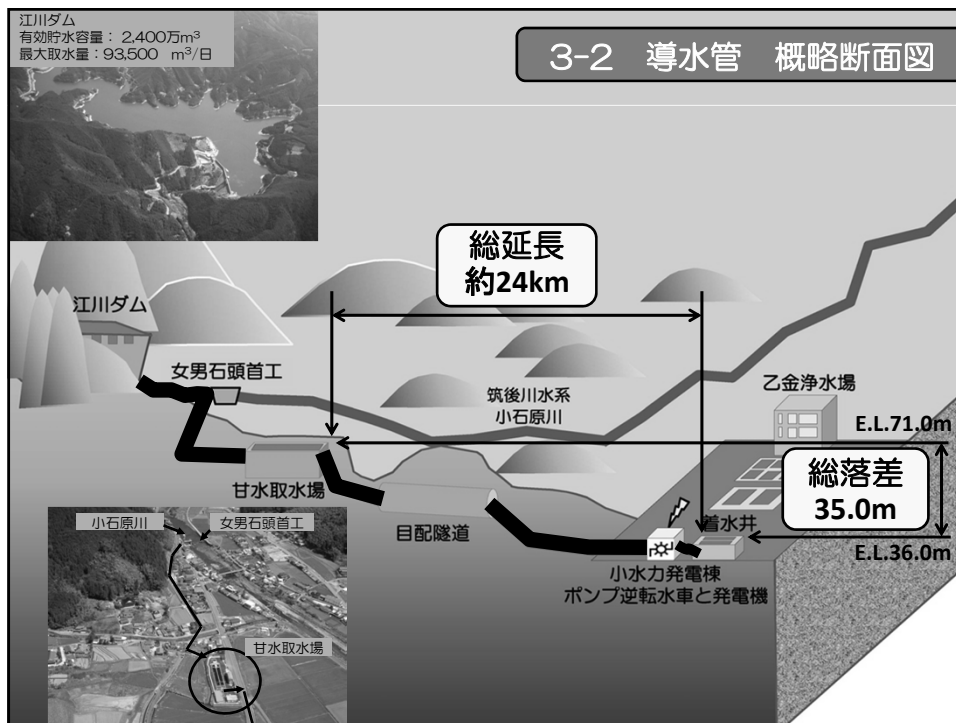 江川ダム
有効貯水容量： 2,400万m³
最大取水量：93,500 m³/日
3-2 導水管 概略断面図
総延長
約24km
江川ダム
女男石頭首工
筑後川水系
小石原川
乙金浄水場
E.L.71.0m
総落差
35.0m
甘水取水場
目配隧道
着水井
E.L.36.0m
小水力発電棟
ポンプ逆転水車と発電機
小石原川
女男石頭首工
甘水取水場